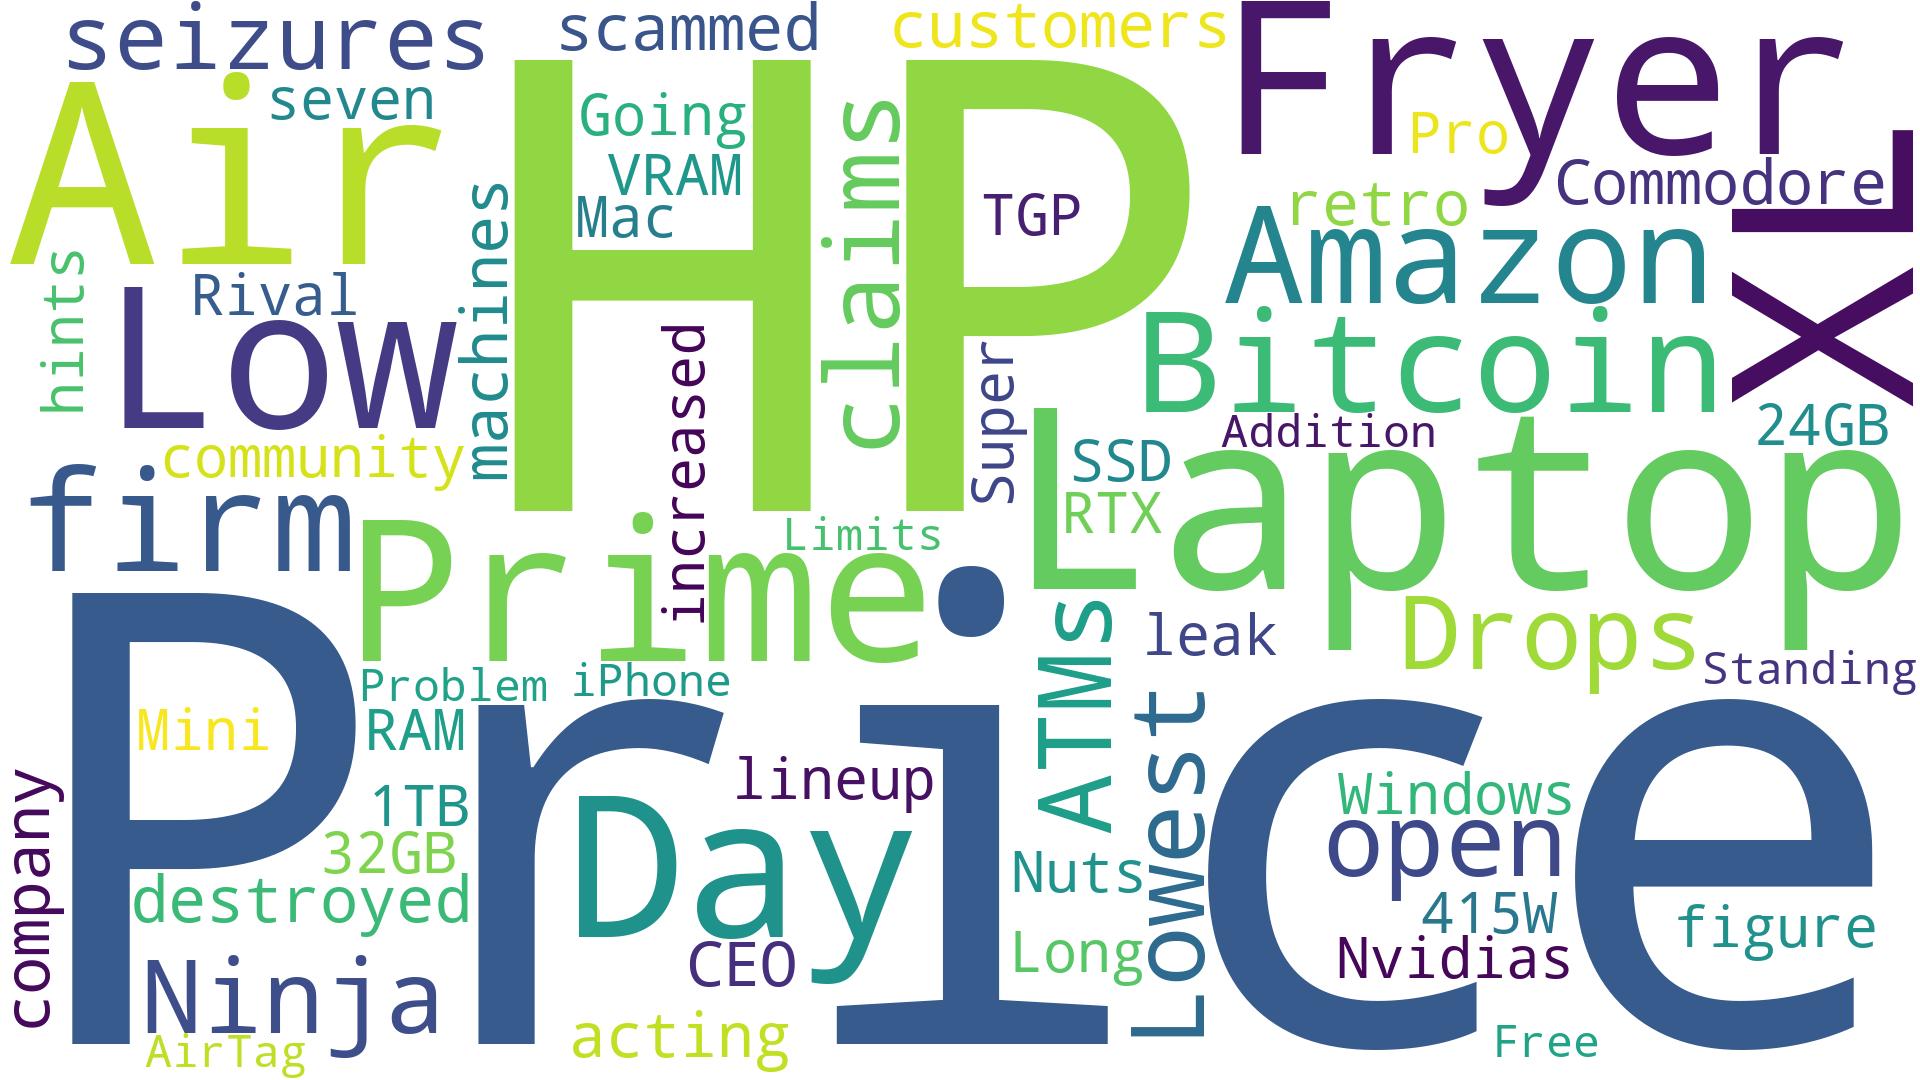 seizures
scammed
customers
Fryer
Air
seven
HP
Going
claims
Pro
VRAM
Mac
TGP
retro
Commodore
XL
machines
Amazon
hints
Rival
Low
increased
Super
Bitcoin
community
SSD
Addition
24GB
firm
RTX
Laptop
Prime
Limits
ATMs
leak
Drops
Standing
Price
Problem
iPhone
Mini
RAM
lineup
Lowest
company
1TB
Day
Windows
32GB
open
destroyed
Nuts
415W
figure
CEO
Long
Nvidias
Ninja
acting
AirTag
Free